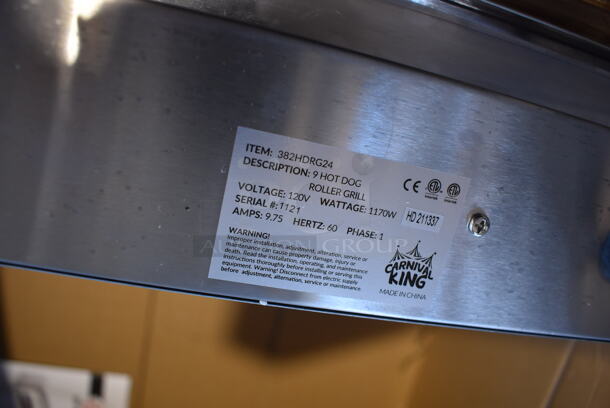 ITEM: 382HDRG24
DESCRIPTION: 9 HOT DOG
ROLLER GRILL
VOLTAGE: 120V WATTAGE: 1170W
SERIAL #: 1121
AMPS: 9.75 HERTZ: 60 PHASE: 1
HD 211337
WARNING!
Improper installation, adjustment, alteration, service or
maintenance can cause property damage, injury or
death. Read the installation, operating, and maintenance
instructions thoroughly before installing or servicing this
equipment. Warning! Disconnect from electric supply
before adjustment, alternation, service or maintenance.
CE
CARNIVAL
KING
MADE IN CHINA
GROUP